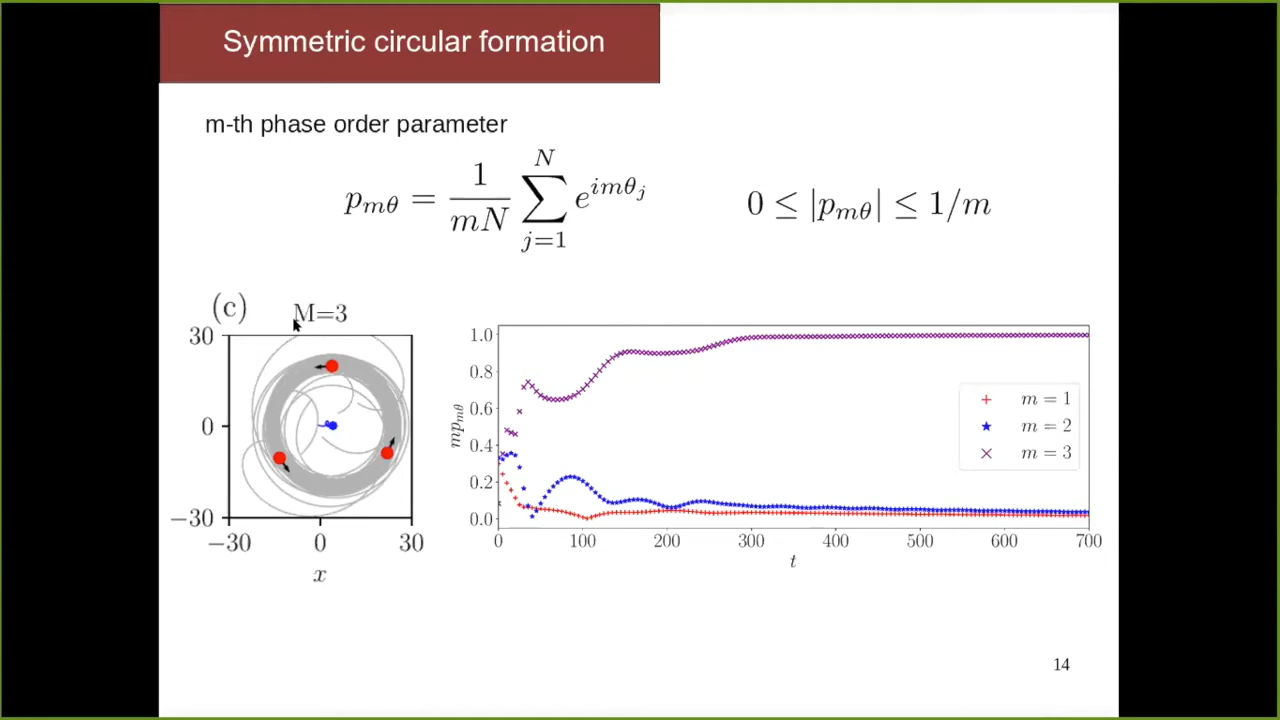 Symmetric circular formation
m-th phase order parameter
p_{mθ} = \frac{1}{mN} \sum_{j=1}^{N} e^{imθ_j}
0 ≤ |p_{mθ}| ≤ 1/m
(c)
M=3
30
0
−30
−30 0 30
x
mp_{mθ}
1.0
0.8
0.6
0.4
0.2
0.0
m = 1
m = 2
m = 3
0 100 200 300 400 500 600 700
t
14